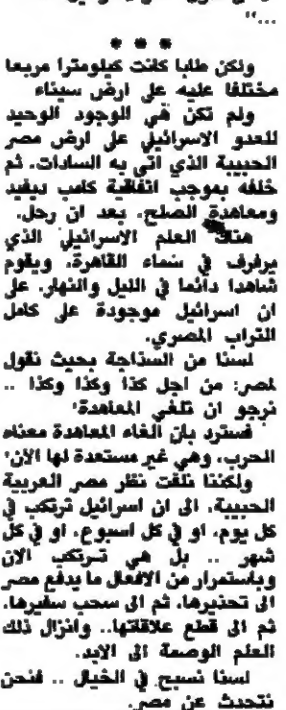 ..."
* * *
ولكن طابا كانت كيلومترا مربعا
مختلفا عليه على ارض سيناء
ولم تكن هي الوجود الوحيد
للعدو الاسرائيلي على ارض مصر
الحبيبة الذي اتى به السادات. ثم
خلفه بموجب اتفاقية كامب ديفيد
ومعاهدة الصلح. بعد ان رحل.
هناك العلم الاسرائيلي الذي
يرفرف في سماء القاهرة. ويقوم
شاهدا دائما في الليل والنهار. على
ان اسرائيل موجودة على كامل
التراب المصري.
لسنا من السذاجة بحيث نقول
لمصر: من اجل كذا وكذا وكذا ..
نرجو ان تلغي المعاهدة!
فسترد بان الغاء المعاهدة معناه
الحرب. وهي غير مستعدة لها الآن!
ولكننا نلفت نظر مصر العربية
الحبيبة. الى ان اسرائيل ترتكب في
كل يوم. او في كل اسبوع. او في كل
شهر .. بل هي ترتكب الآن
وباستمرار من الافعال ما يدفع مصر
الى تحذيرها. ثم الى سحب سفيرها.
ثم الى قطع علاقاتها.. وانزال ذلك
العلم الوصمة الى الابد.
لسنا نسبح في الخيال .. فنحن
نتحدث عن مصر.